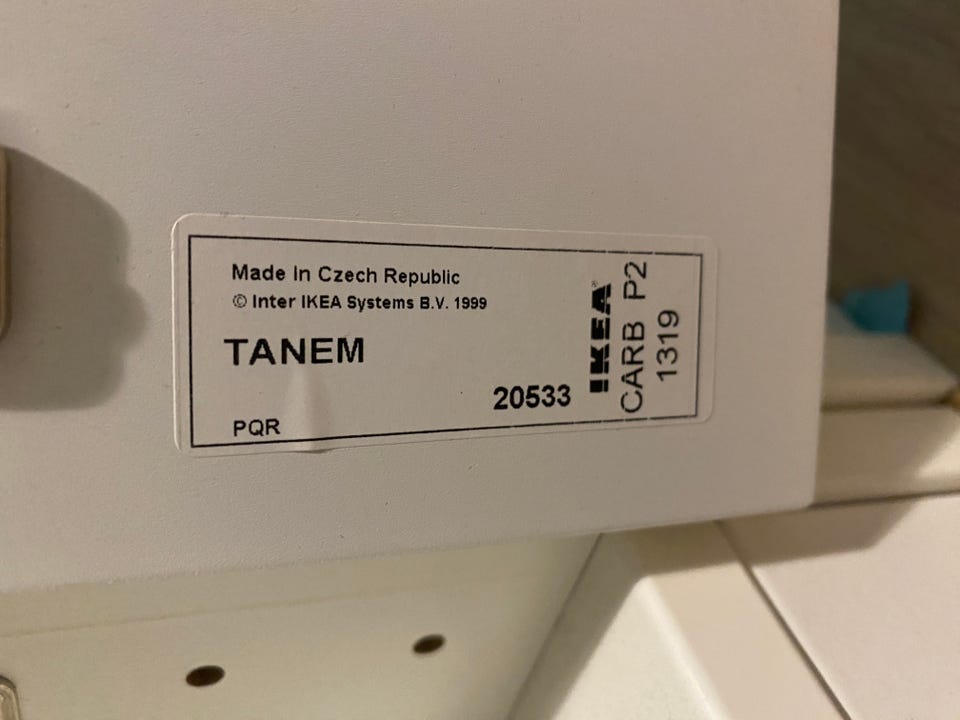 Made in Czech Republic
© Inter IKEA Systems B.V. 1999
TANEM
20533
PQR
IKEA®
CARB P2
1319